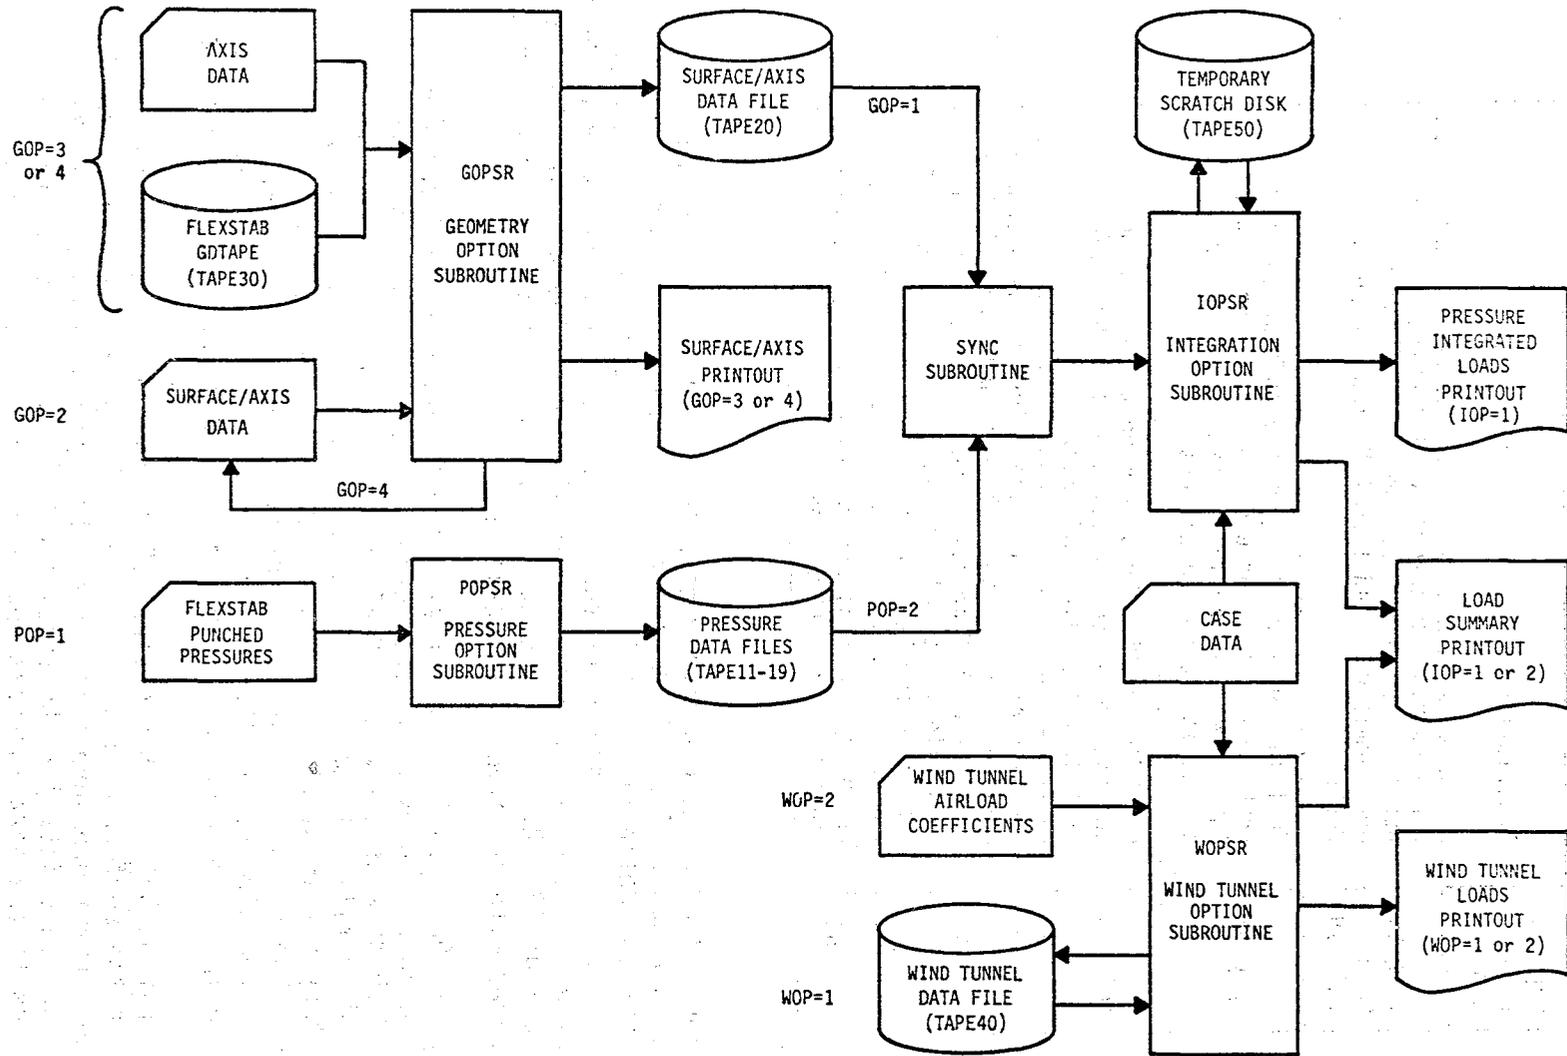 AXIS
DATA
GOP=3
or 4
FLEXSTAB
GDTAPE
(TAPE30)
GOPSR
GEOMETRY
OPTION
SUBROUTINE
SURFACE/AXIS
DATA FILE
(TAPE20)
GOP=1
TEMPORARY
SCRATCH DISK
(TAPE50)
GOP=2
SURFACE/AXIS
DATA
GOP=4
SURFACE/AXIS
PRINTOUT
(GOP=3 or 4)
SYNC
SUBROUTINE
IOPSR
INTEGRATION
OPTION
SUBROUTINE
PRESSURE
INTEGRATED
LOADS
PRINTOUT
(IOP=1)
POP=1
FLEXSTAB
PUNCHED
PRESSURES
POPSR
PRESSURE
OPTION
SUBROUTINE
PRESSURE
DATA FILES
(TAPE11-19)
POP=2
CASE
DATA
LOAD
SUMMARY
PRINTOUT
(IOP=1 or 2)
WOP=2
WIND TUNNEL
AIRLOAD
COEFFICIENTS
WOPSR
WIND TUNNEL
OPTION
SUBROUTINE
WIND TUNNEL
LOADS
PRINTOUT
(WOP=1 or 2)
WOP=1
WIND TUNNEL
DATA FILE
(TAPE40)